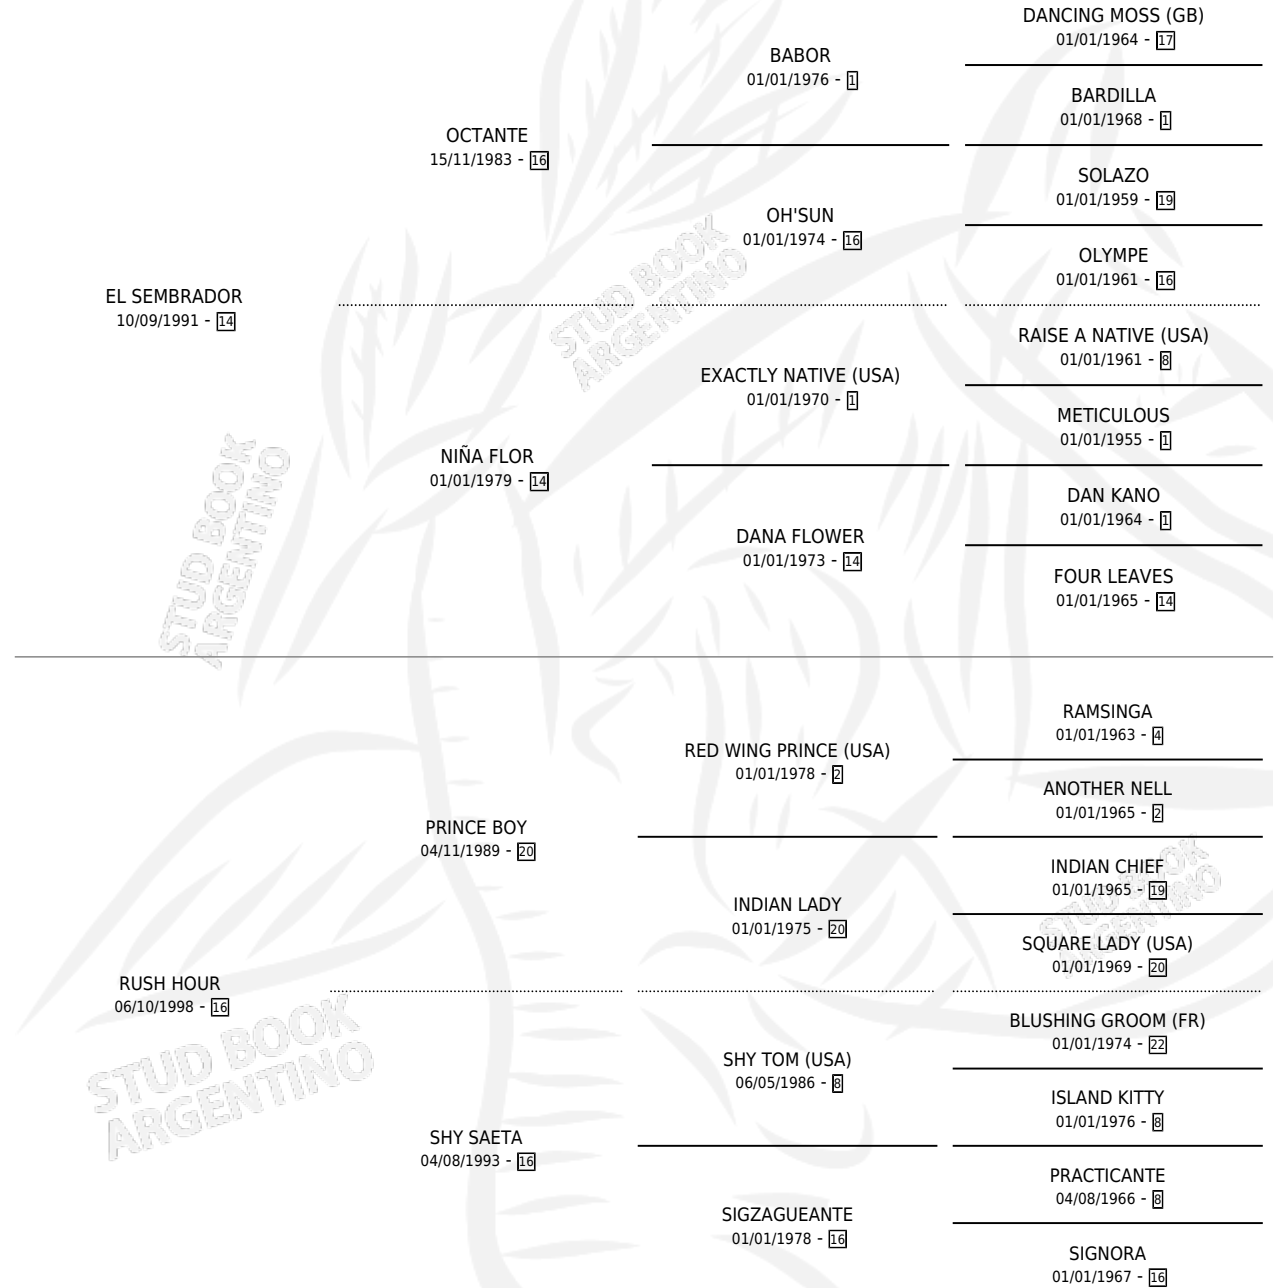 DANCING MOSS (GB)
01/01/1964 - 17
BABOR
01/01/1976 - 1
BARDILLA
01/01/1968 - 1
OCTANTE
15/11/1983 - 16
SOLAZO
01/01/1959 - 19
OH'SUN
01/01/1974 - 16
OLYMPE
01/01/1961 - 16
EL SEMBRADOR
10/09/1991 - 14
RAISE A NATIVE (USA)
01/01/1961 - 8
EXACTLY NATIVE (USA)
01/01/1970 - 1
METICULOUS
01/01/1955 - 1
NIÑA FLOR
01/01/1979 - 14
DAN KANO
01/01/1964 - 1
DANA FLOWER
01/01/1973 - 14
FOUR LEAVES
01/01/1965 - 14
RAMSINGA
01/01/1963 - 4
RED WING PRINCE (USA)
01/01/1978 - 2
ANOTHER NELL
01/01/1965 - 2
PRINCE BOY
04/11/1989 - 20
INDIAN CHIEF
01/01/1965 - 19
INDIAN LADY
01/01/1975 - 20
SQUARE LADY (USA)
01/01/1969 - 20
RUSH HOUR
06/10/1998 - 16
BLUSHING GROOM (FR)
01/01/1974 - 22
SHY TOM (USA)
06/05/1986 - 8
ISLAND KITTY
01/01/1976 - 8
SHY SAETA
04/08/1993 - 16
PRACTICANTE
04/08/1966 - 8
SIGZAGUEANTE
01/01/1978 - 16
SIGNORA
01/01/1967 - 16
STUD BOOK
ARGENTINO
STUD BOOK
ARGENTINO
STUD BOOK
ARGENTINO
STUD BOOK
ARGENTINO